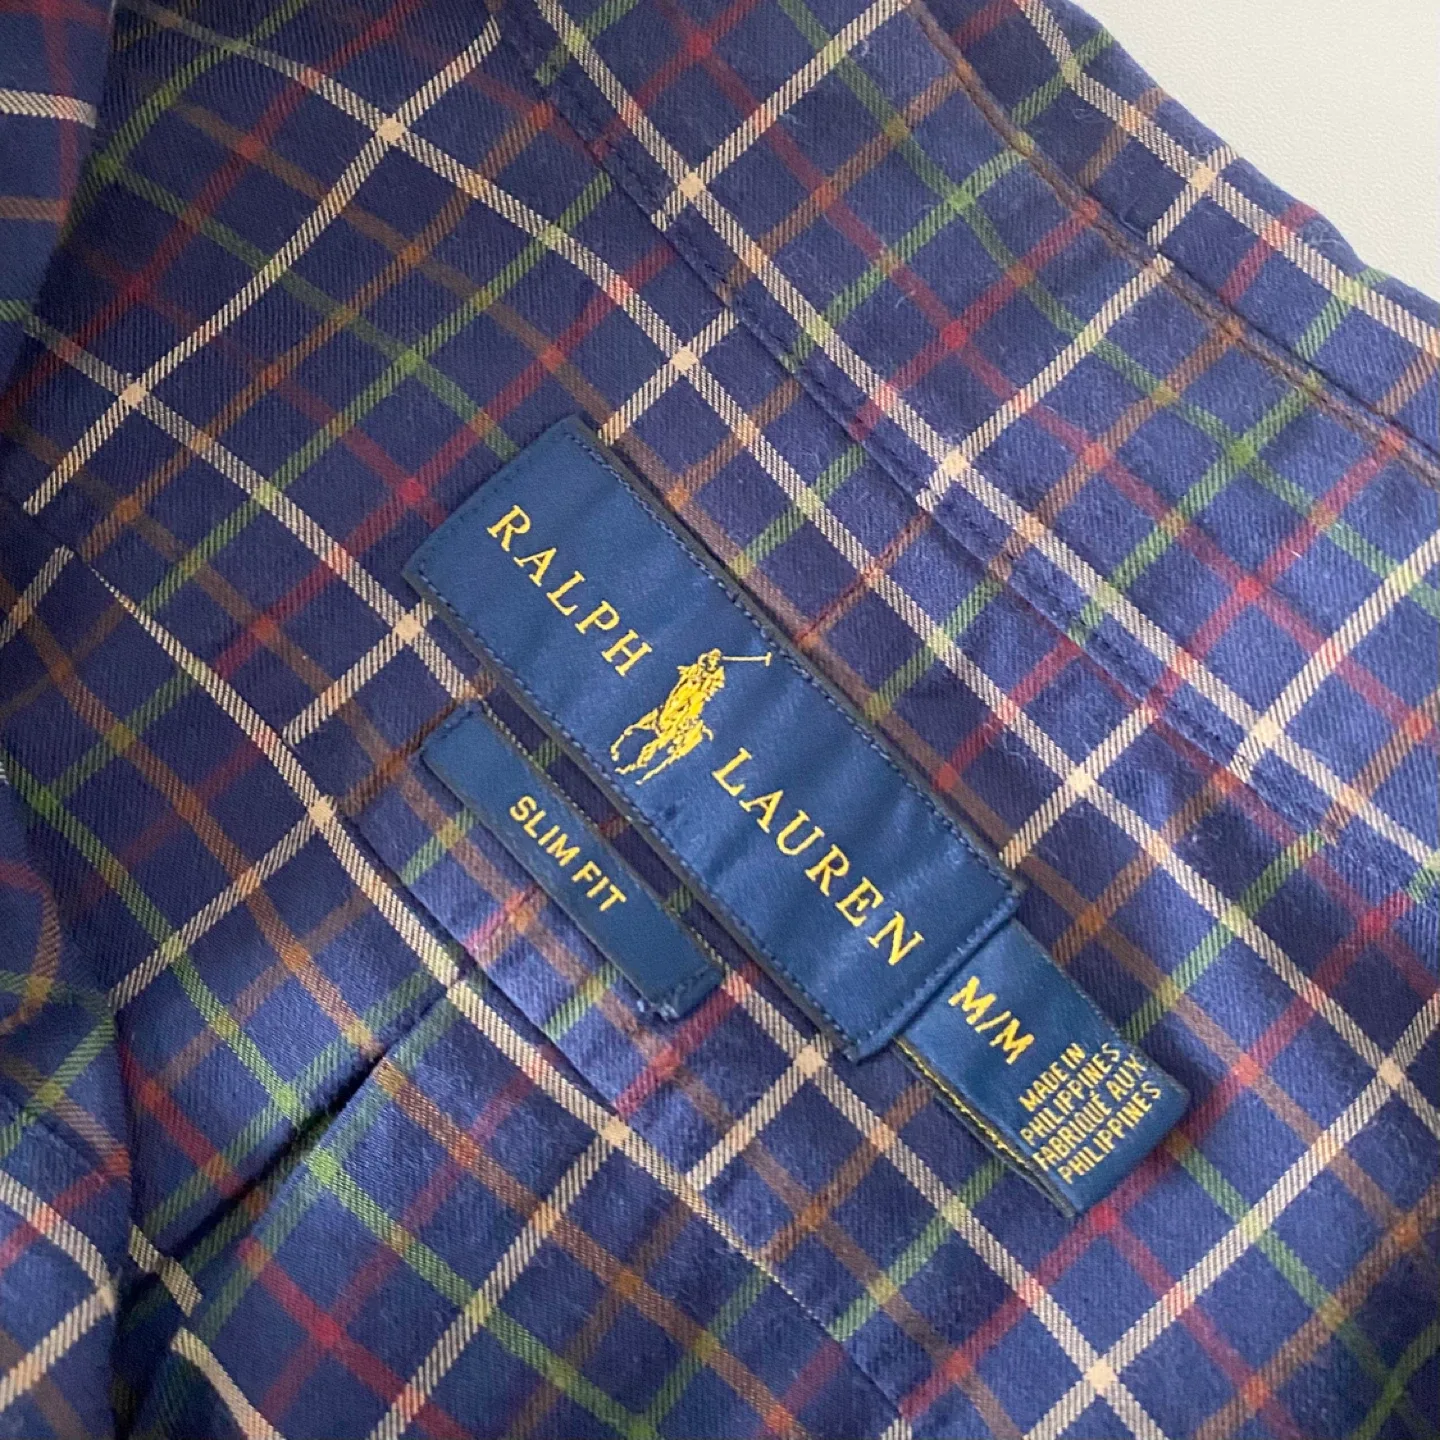 RALPH LAUREN
SLIM FIT
M/M
MADE IN
PHILIPPINES
FABRIQUÉ AUX
PHILIPPINES